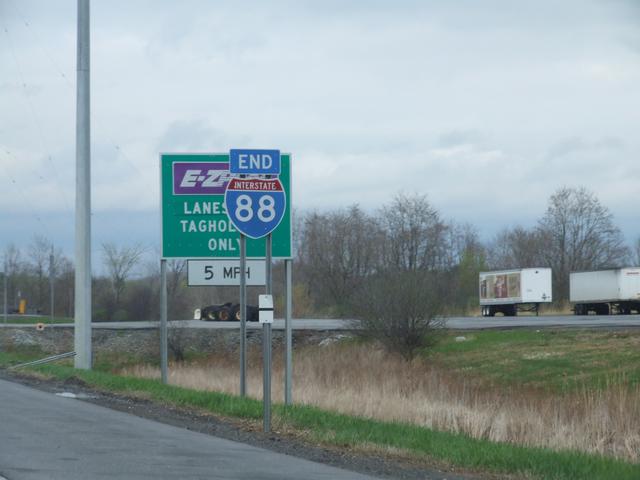 END
INTERSTATE
88
E-Z
LANES
TAGHOL
ONLY
5 MPH